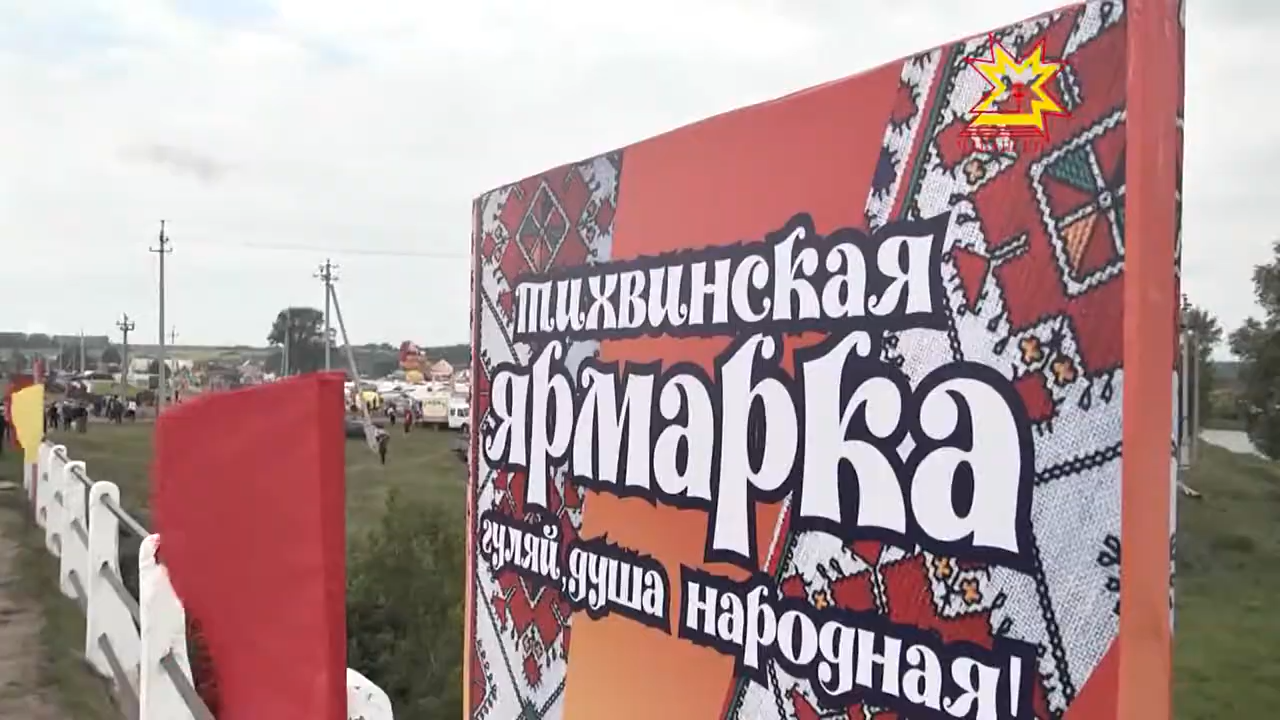 тихвинская
ярмарка
гуляй, душа народная!